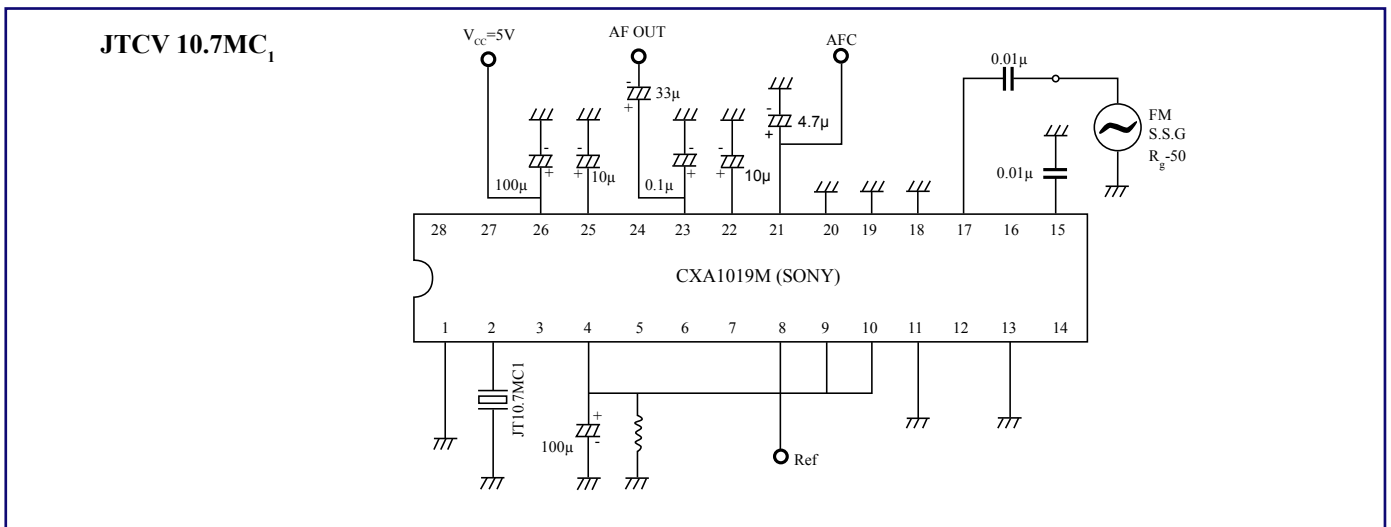 JTCV 10.7MC₁
V_CC=5V
AF OUT
AFC
0.01µ
- 33µ +
- 4.7µ +
FM
S.S.G
R_g-50
100µ - +
- 10µ +
0.1µ - +
- 10µ +
0.01µ
28 27 26 25 24 23 22 21 20 19 18 17 16 15
CXA1019M (SONY)
1 2 3 4 5 6 7 8 9 10 11 12 13 14
JT10.7MC1
100µ + -
Ref